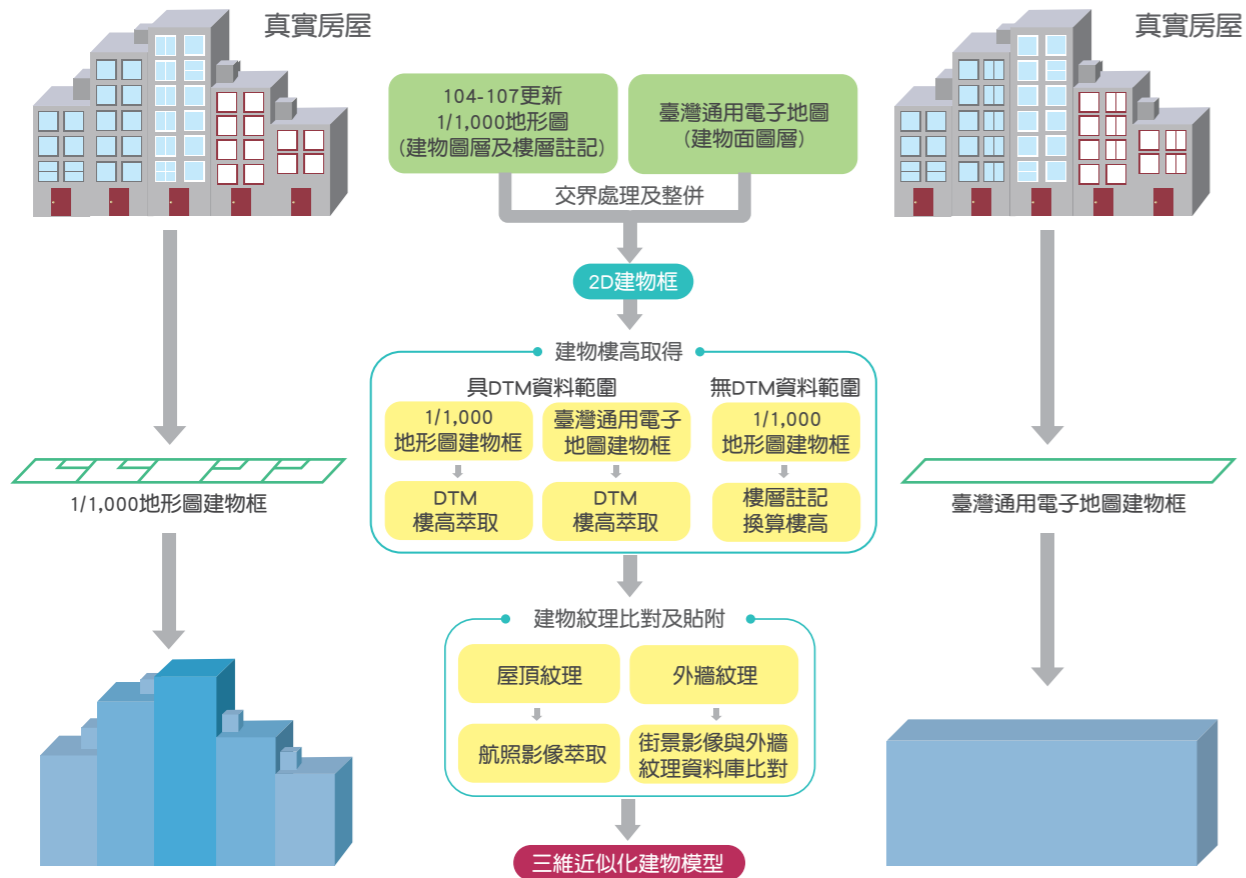 真實房屋
真實房屋
104-107更新
1/1,000地形圖
(建物圖層及樓層註記)
臺灣通用電子地圖
(建物面圖層)
交界處理及整併
2D建物框
建物樓高取得
具DTM資料範圍
無DTM資料範圍
1/1,000
地形圖建物框
臺灣通用電子
地圖建物框
1/1,000
地形圖建物框
DTM
樓高萃取
DTM
樓高萃取
樓層註記
換算樓高
1/1,000地形圖建物框
臺灣通用電子地圖建物框
建物紋理比對及貼附
屋頂紋理
外牆紋理
航照影像萃取
街景影像與外牆
紋理資料庫比對
三維近似化建物模型